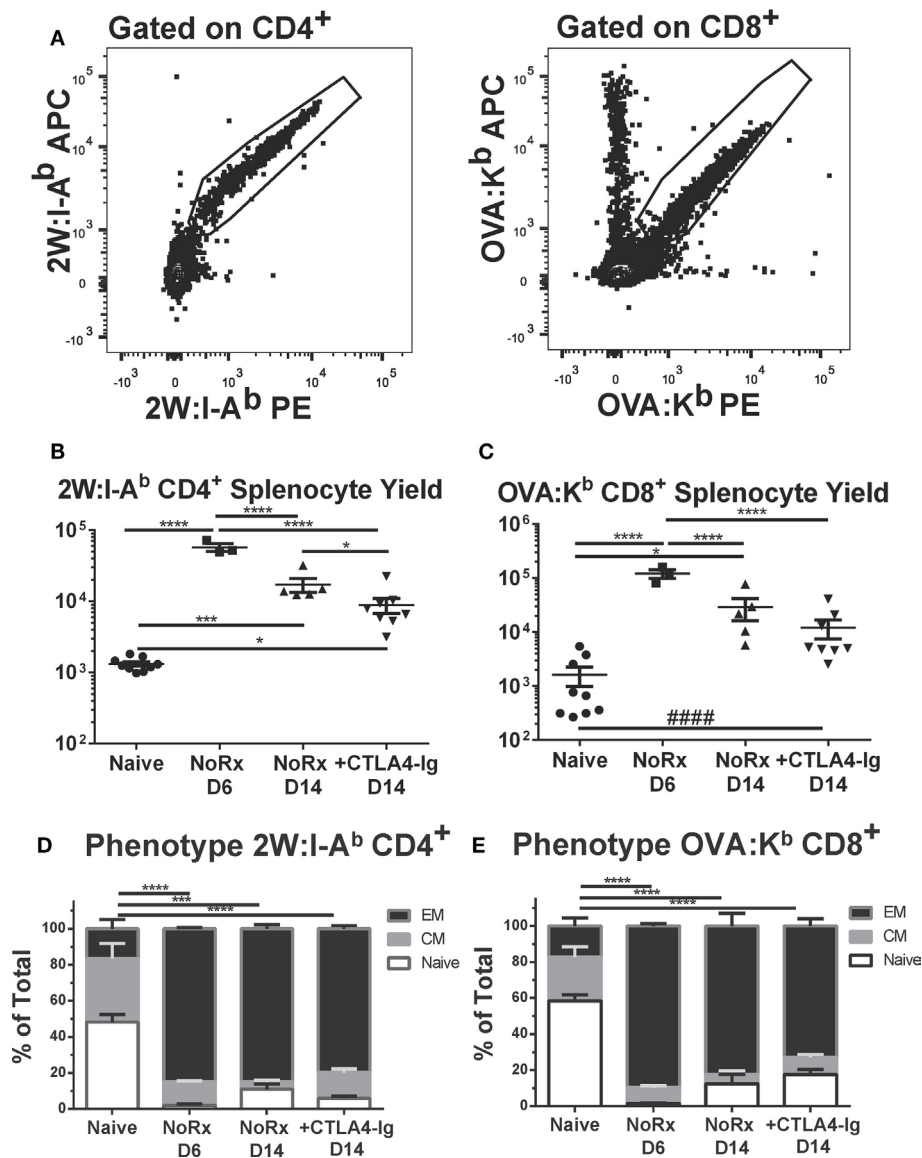 A
Gated on CD4+
Gated on CD8+
2W:I-Ab APC
10^5
10^4
10^3
0
-10^3
-10^3 0 10^3 10^4 10^5
2W:I-Ab PE
OVA:Kb APC
10^5
10^4
10^3
0
-10^3
-10^3 0 10^3 10^4 10^5
OVA:Kb PE
B
2W:I-Ab CD4+ Splenocyte Yield
10^5
10^4
10^3
10^2
****
****
****
*
***
*
Naive NoRx D6 NoRx D14 +CTLA4-Ig D14
C
OVA:Kb CD8+ Splenocyte Yield
10^6
10^5
10^4
10^3
10^2
****
****
****
*
####
Naive NoRx D6 NoRx D14 +CTLA4-Ig D14
D
Phenotype 2W:I-Ab CD4+
% of Total
100
80
60
40
20
0
****
***
****
EM
CM
Naive
Naive NoRx D6 NoRx D14 +CTLA4-Ig D14
E
Phenotype OVA:Kb CD8+
% of Total
100
80
60
40
20
0
****
****
****
EM
CM
Naive
Naive NoRx D6 NoRx D14 +CTLA4-Ig D14